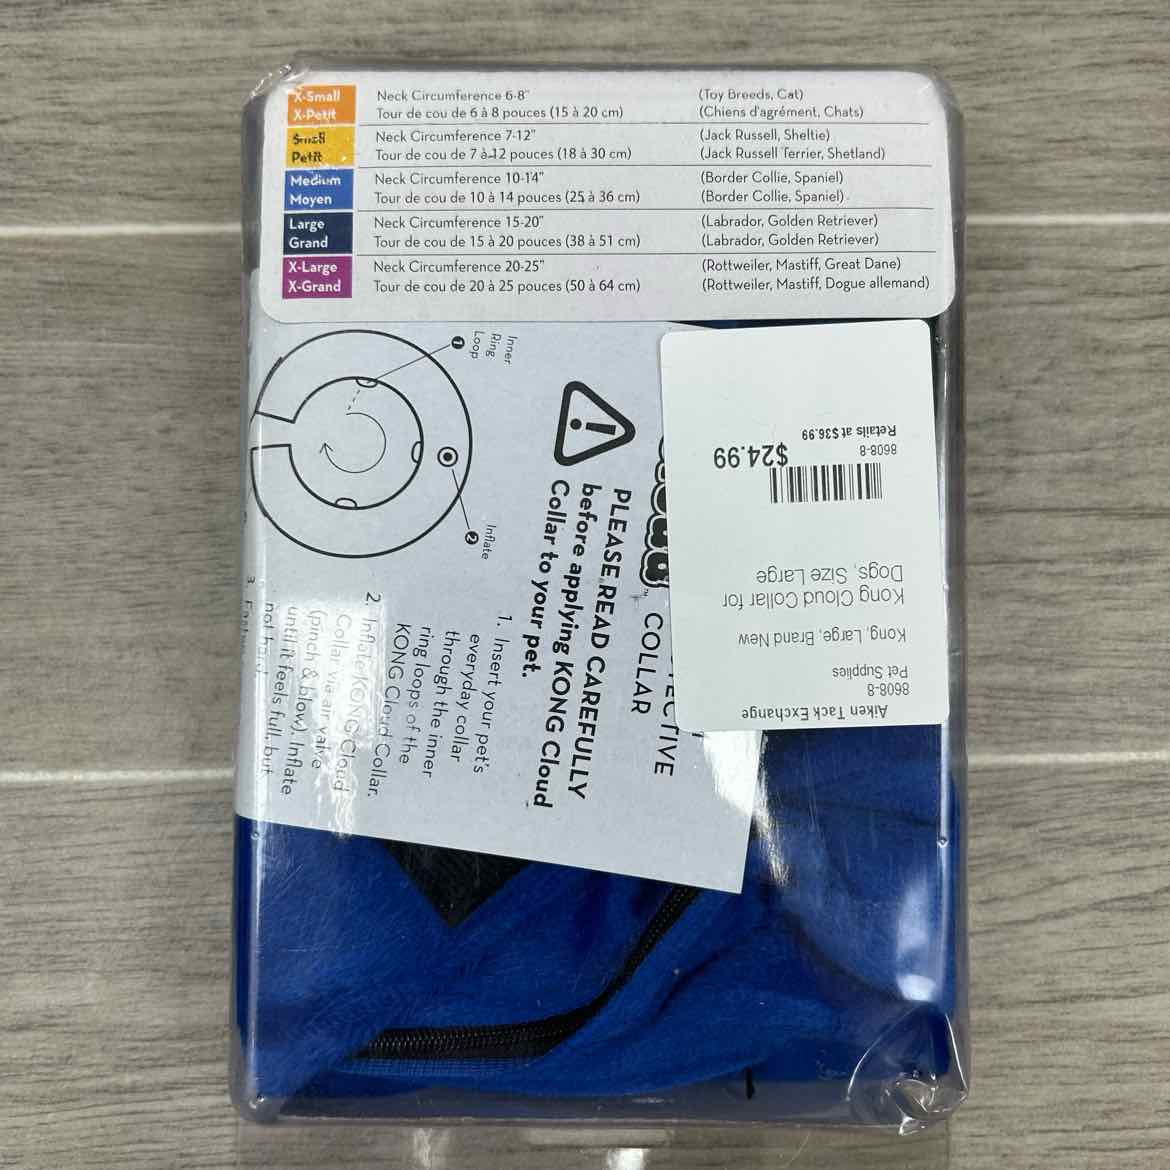 X-Small Neck Circumference 6-8" (Toy Breeds, Cat)
X-Petit Tour de cou de 6 à 8 pouces (15 à 20 cm) (Chiens d'agrément, Chats)
Small Neck Circumference 7-12" (Jack Russell, Sheltie)
Petit Tour de cou de 7 à 12 pouces (18 à 30 cm) (Jack Russell Terrier, Shetland)
Medium Neck Circumference 10-14" (Border Collie, Spaniel)
Moyen Tour de cou de 10 à 14 pouces (25 à 36 cm) (Border Collie, Spaniel)
Large Neck Circumference 15-20" (Labrador, Golden Retriever)
Grand Tour de cou de 15 à 20 pouces (38 à 51 cm) (Labrador, Golden Retriever)
X-Large Neck Circumference 20-25" (Rottweiler, Mastiff, Great Dane)
X-Grand Tour de cou de 20 à 25 pouces (50 à 64 cm) (Rottweiler, Mastiff, Dogue allemand)
Inner
Ring
Loop
1
2
Inflate
COLLAR
PLEASE READ CAREFULLY
before applying KONG Cloud
Collar to your pet.
1. Insert your pet's
everyday collar
through the inner
ring loops of the
KONG Cloud Collar.
2. Inflate KONG Cloud
Collar via air valve
(pinch & blow). Inflate
until it feels full, but
not hard.
3.
Aiken Tack Exchange
8608-8
Pet Supplies
Kong, Large, Brand New
Kong Cloud Collar for
Dogs, Size Large
8608-8
$24.99
Retails at $36.99